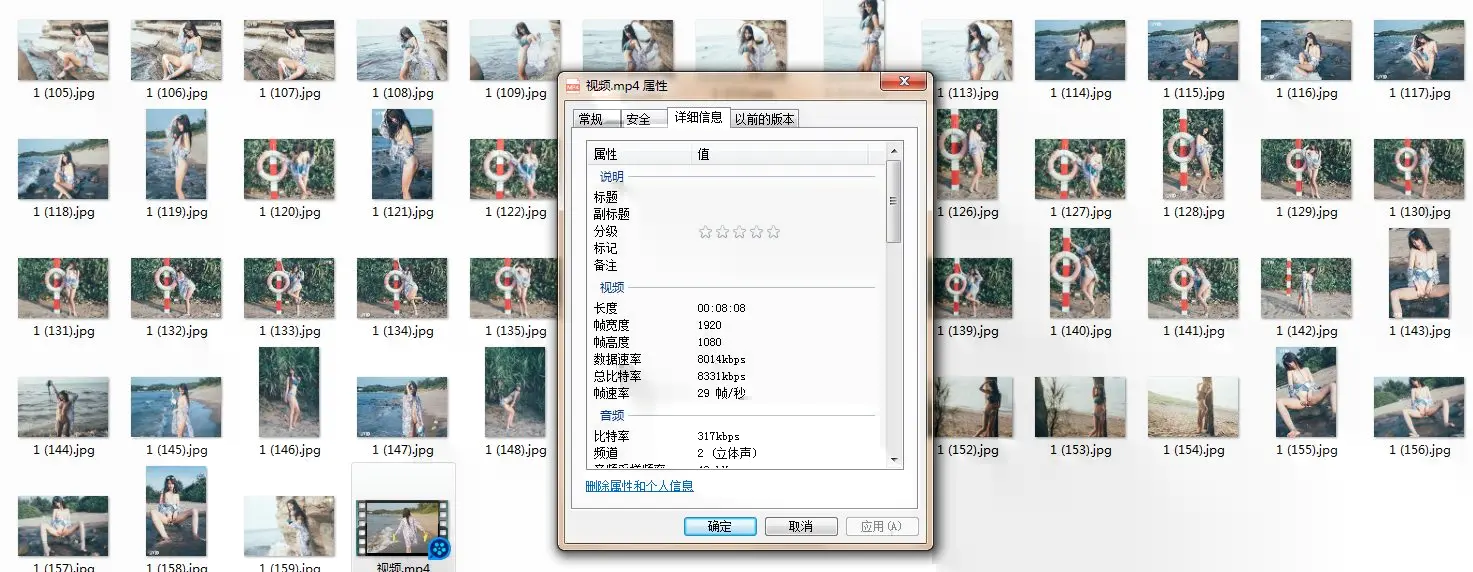 1 (105).jpg
1 (106).jpg
1 (107).jpg
1 (108).jpg
1 (109).jpg
1 (113).jpg
1 (114).jpg
1 (115).jpg
1 (116).jpg
1 (117).jpg
视频.mp4 属性
常规
安全
详细信息
以前的版本
属性
值
说明
标题
副标题
分级
标记
备注
视频
长度
00:08:08
帧宽度
1920
帧高度
1080
数据速率
8014kbps
总比特率
8331kbps
帧速率
29 帧/秒
音频
比特率
317kbps
频道
2 (立体声)
删除属性和个人信息
确定
取消
应用(A)
1 (118).jpg
1 (119).jpg
1 (120).jpg
1 (121).jpg
1 (122).jpg
1 (126).jpg
1 (127).jpg
1 (128).jpg
1 (129).jpg
1 (130).jpg
1 (131).jpg
1 (132).jpg
1 (133).jpg
1 (134).jpg
1 (135).jpg
1 (139).jpg
1 (140).jpg
1 (141).jpg
1 (142).jpg
1 (143).jpg
1 (144).jpg
1 (145).jpg
1 (146).jpg
1 (147).jpg
1 (148).jpg
1 (152).jpg
1 (153).jpg
1 (154).jpg
1 (155).jpg
1 (156).jpg
1 (157).jpg
1 (158).jpg
1 (159).jpg
视频.mp4